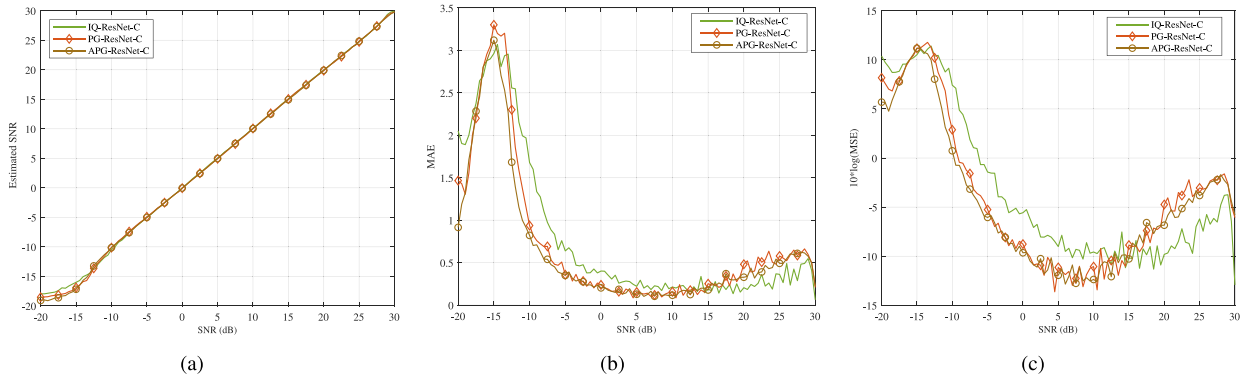 30
25
20
15
10
5
0
-5
-10
-15
-20
Estimated SNR
IQ-ResNet-C
PG-ResNet-C
APG-ResNet-C
-20 -15 -10 -5 0 5 10 15 20 25 30
SNR (dB)
(a)
3.5
3
2.5
2
1.5
1
0.5
0
MAE
IQ-ResNet-C
PG-ResNet-C
APG-ResNet-C
-20 -15 -10 -5 0 5 10 15 20 25 30
SNR (dB)
(b)
15
10
5
0
-5
-10
15
10*log(MSE)
IQ-ResNet-C
PG-ResNet-C
APG-ResNet-C
-20 -15 -10 -5 0 5 10 15 20 25 30
SNR (dB)
(c)